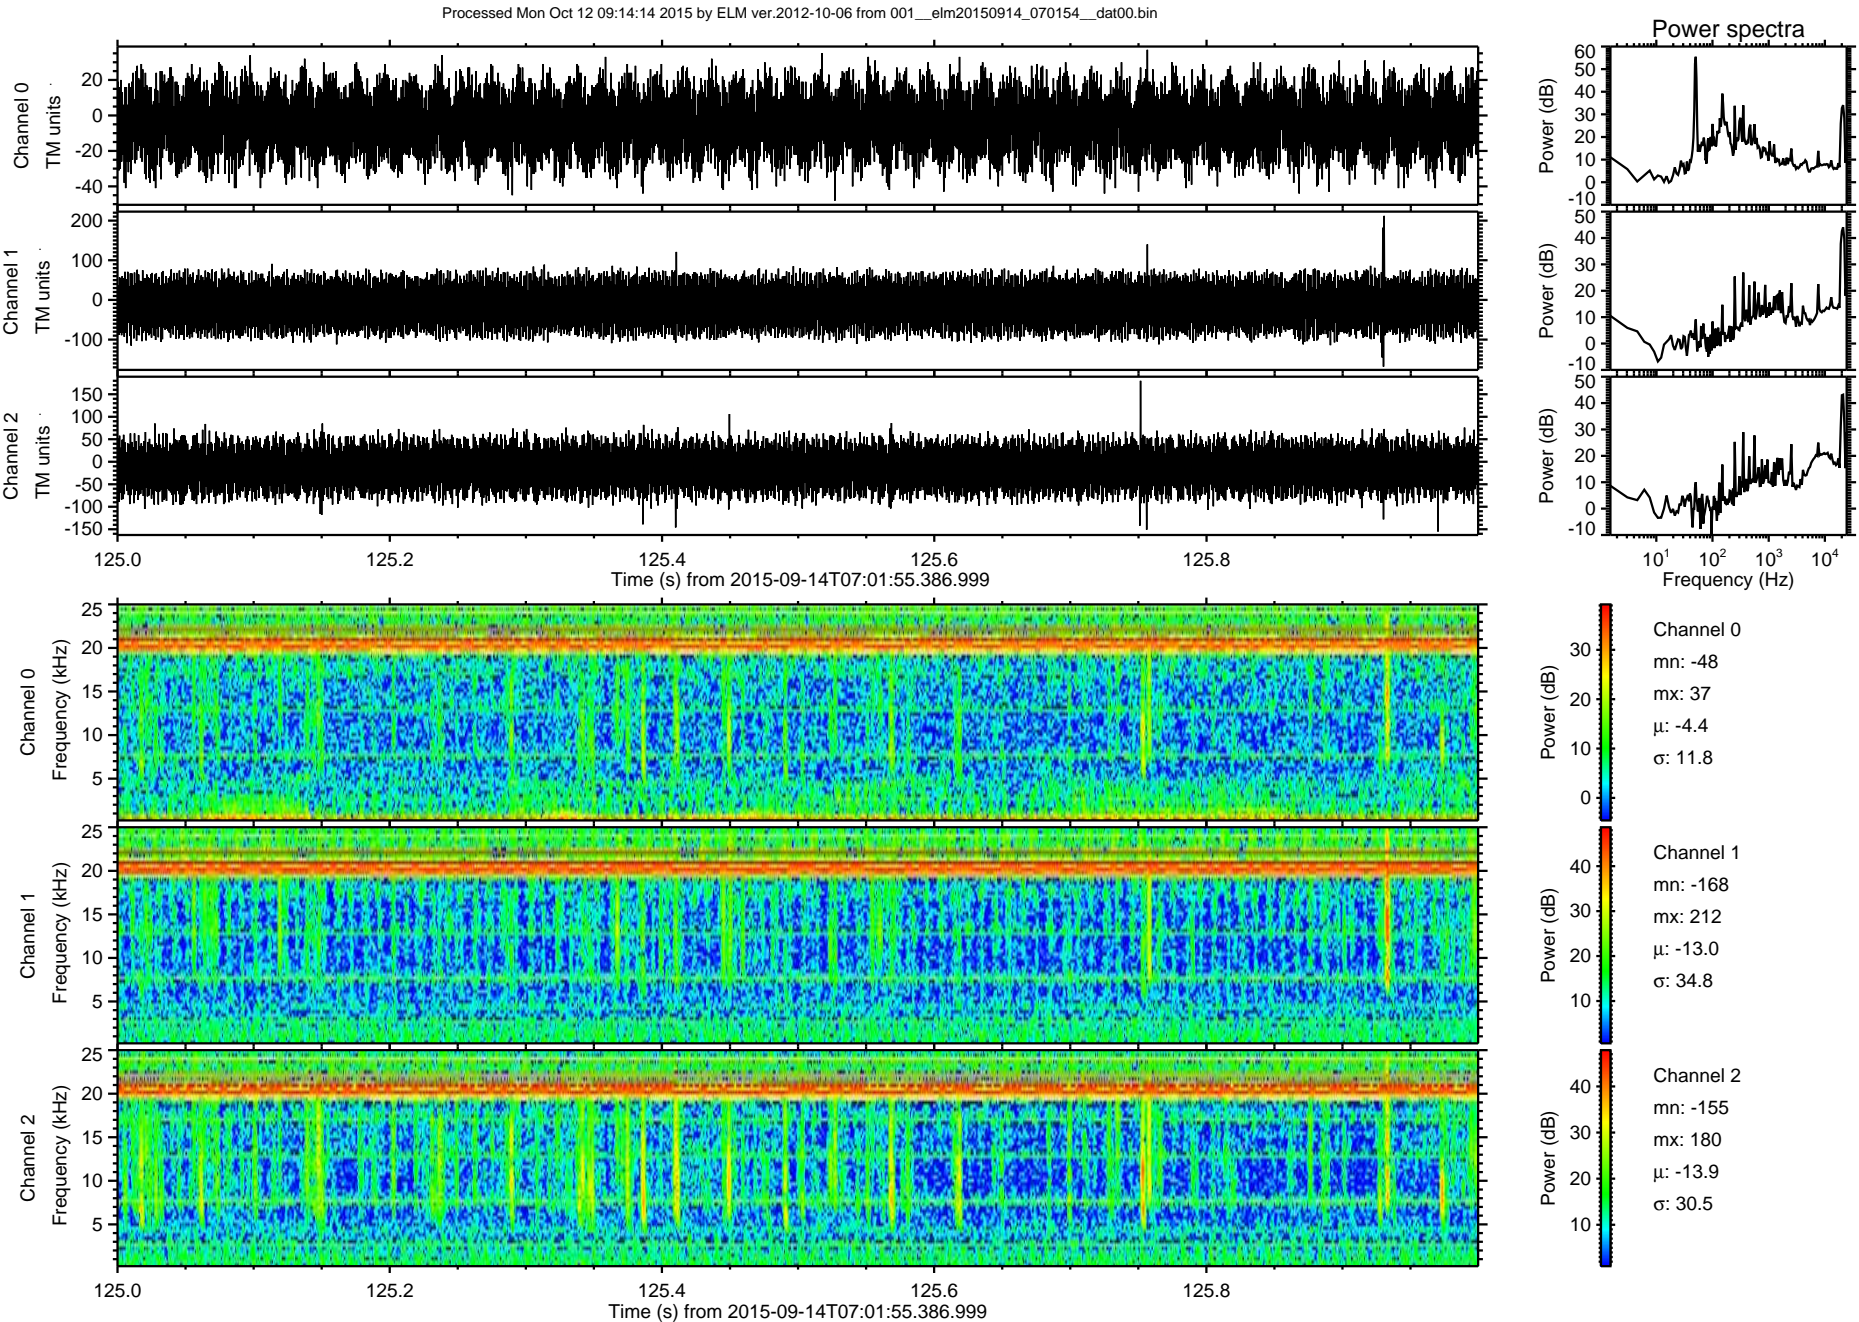 Processed Mon Oct 12 09:14:14 2015 by ELM ver.2012-10-06 from 001__elm20150914_070154__dat00.bin
Power spectra
Channel 0
TM units
20
0
-20
-40
Power (dB)
60
50
40
30
20
10
0
-10
Channel 1
TM units
200
100
0
-100
Power (dB)
50
40
30
20
10
0
-10
Channel 2
TM units
150
100
50
0
-50
-100
-150
Power (dB)
50
40
30
20
10
0
-10
125.0 125.2 125.4 125.6 125.8
Time (s) from 2015-09-14T07:01:55.386.999
10¹ 10² 10³ 10⁴
Frequency (Hz)
Channel 0
Frequency (kHz)
25
20
15
10
5
Power (dB)
30
20
10
0
Channel 0
mn: -48
mx: 37
μ: -4.4
σ: 11.8
Channel 1
Frequency (kHz)
25
20
15
10
5
Power (dB)
40
30
20
10
Channel 1
mn: -168
mx: 212
μ: -13.0
σ: 34.8
Channel 2
Frequency (kHz)
25
20
15
10
5
Power (dB)
40
30
20
10
Channel 2
mn: -155
mx: 180
μ: -13.9
σ: 30.5
125.0 125.2 125.4 125.6 125.8
Time (s) from 2015-09-14T07:01:55.386.999